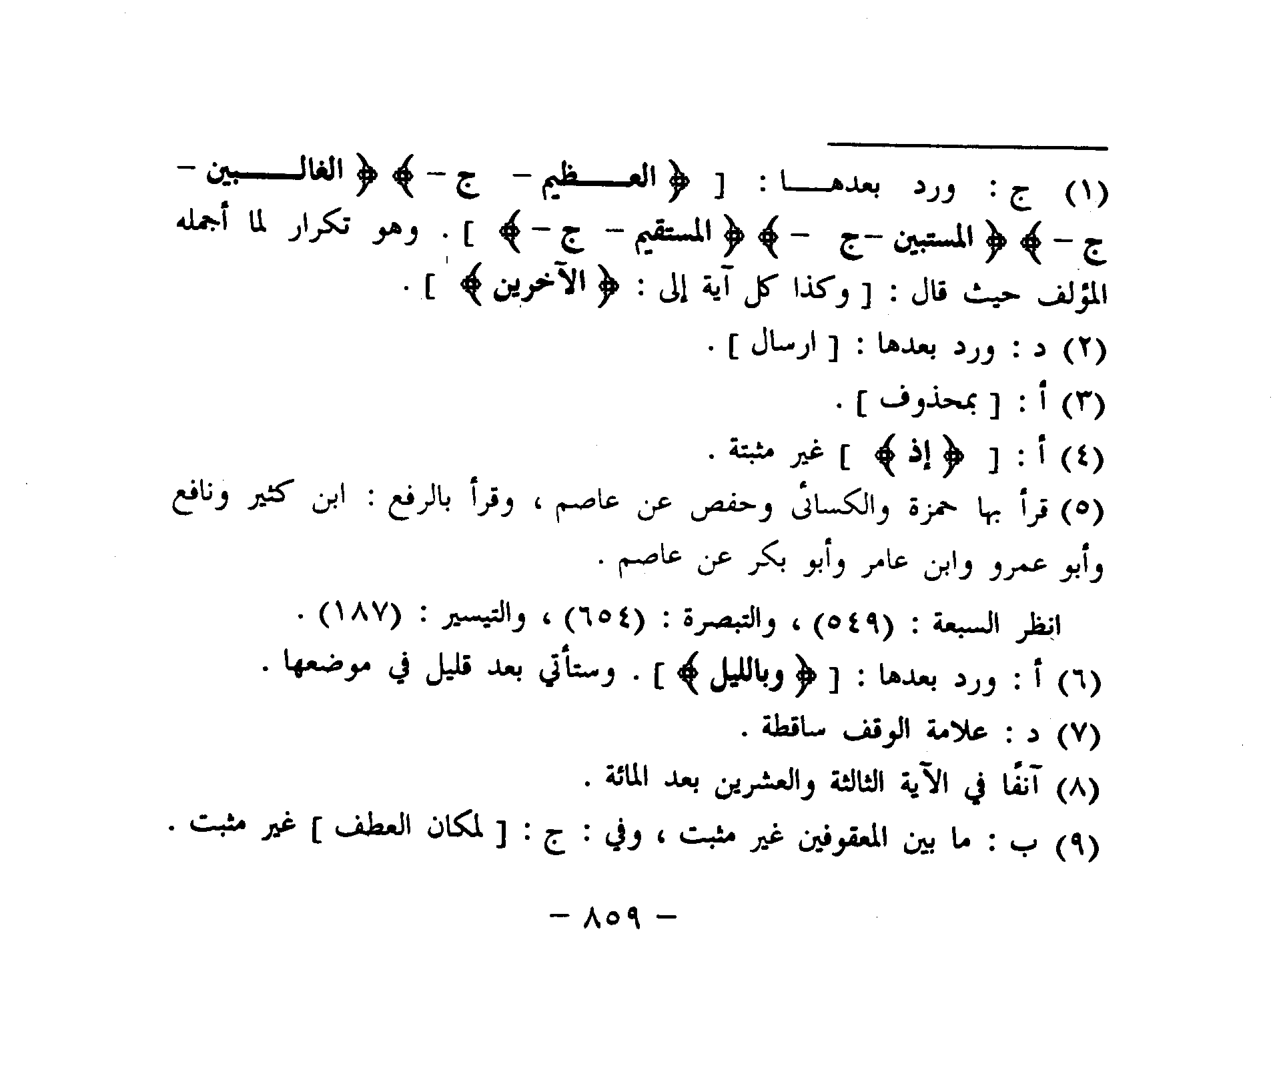 (١) ج : ورد بعدهـــا : [ ﴿ العـــظيم – ج – ﴾ ﴿ الغالـــبين –
ج – ﴾ ﴿ المستبين –ج – ﴾ ﴿ المستقيم – ج – ﴾ ] . وهو تكرار لما أجمله
المؤلف حيث قال : [ وكذا كل آية إلى : ﴿ الآخرين ﴾ ] .
(٢) د : ورد بعدها : [ ارسال ] .
(٣) أ : [ بمحذوف ] .
(٤) أ : [ ﴿ إذ ﴾ ] غير مثبتة .
(٥) قرأ بها حمزة والكسائى وحفص عن عاصم ، وقرأ بالرفع : ابن كثير ونافع
وأبو عمرو وابن عامر وأبو بكر عن عاصم .
انظر السبعة : (٥٤٩) ، والتبصرة : (٦٥٤) ، والتيسير : (١٨٧) .
(٦) أ : ورد بعدها : [ ﴿ وبالليل ﴾ ] . وستأتي بعد قليل في موضعها .
(٧) د : علامة الوقف ساقطة .
(٨) آنفًا في الآية الثالثة والعشرين بعد المائة .
(٩) ب : ما بين المعقوفين غير مثبت ، وفي : ج : [ لمكان العطف ] غير مثبت .
– ٨٥٩ –